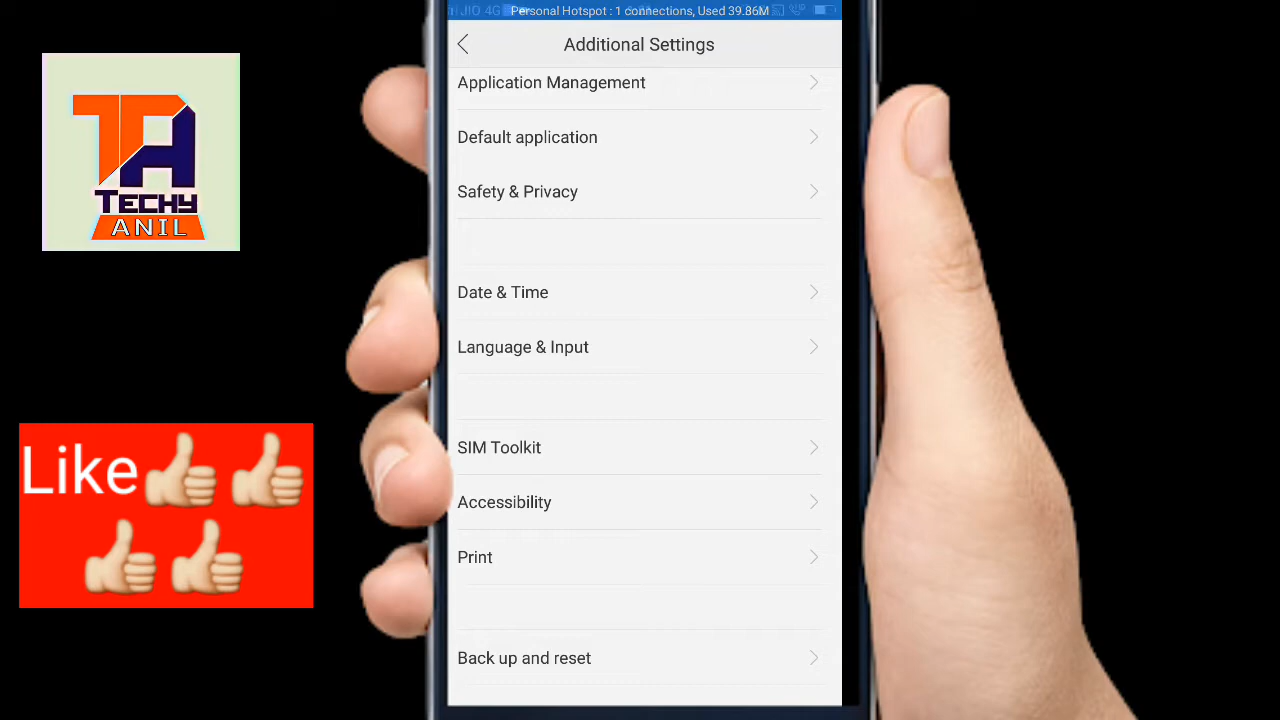 JIO 4G Personal Hotspot : 1 connections, Used 39.86M
Additional Settings
Application Management
Default application
Safety & Privacy
Date & Time
Language & Input
SIM Toolkit
Accessibility
Print
Back up and reset
TA
TECHY
ANIL
Like👍🏼👍🏼
👍🏼👍🏼